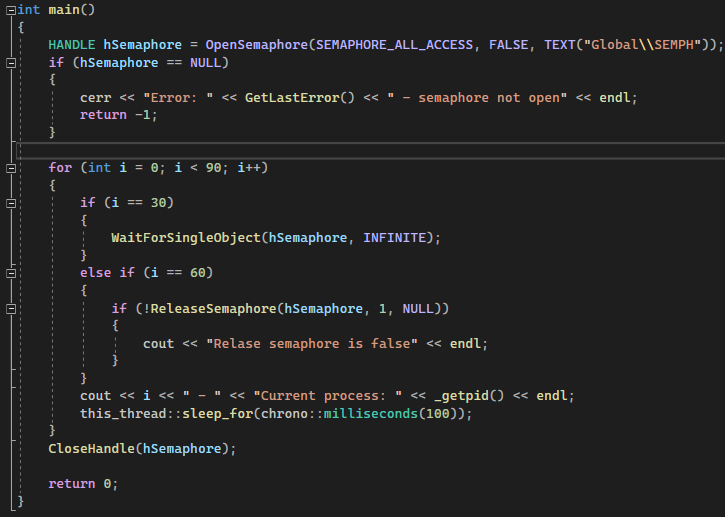 int main()
{
    HANDLE hSemaphore = OpenSemaphore(SEMAPHORE_ALL_ACCESS, FALSE, TEXT("Global\\SEMPH"));
    if (hSemaphore == NULL)
    {
        cerr << "Error: " << GetLastError() << " - semaphore not open" << endl;
        return -1;
    }

    for (int i = 0; i < 90; i++)
    {
        if (i == 30)
        {
            WaitForSingleObject(hSemaphore, INFINITE);
        }
        else if (i == 60)
        {
            if (!ReleaseSemaphore(hSemaphore, 1, NULL))
            {
                cout << "Relase semaphore is false" << endl;
            }
        }
        cout << i << " - " << "Current process: " << _getpid() << endl;
        this_thread::sleep_for(chrono::milliseconds(100));
    }
    CloseHandle(hSemaphore);

    return 0;
}